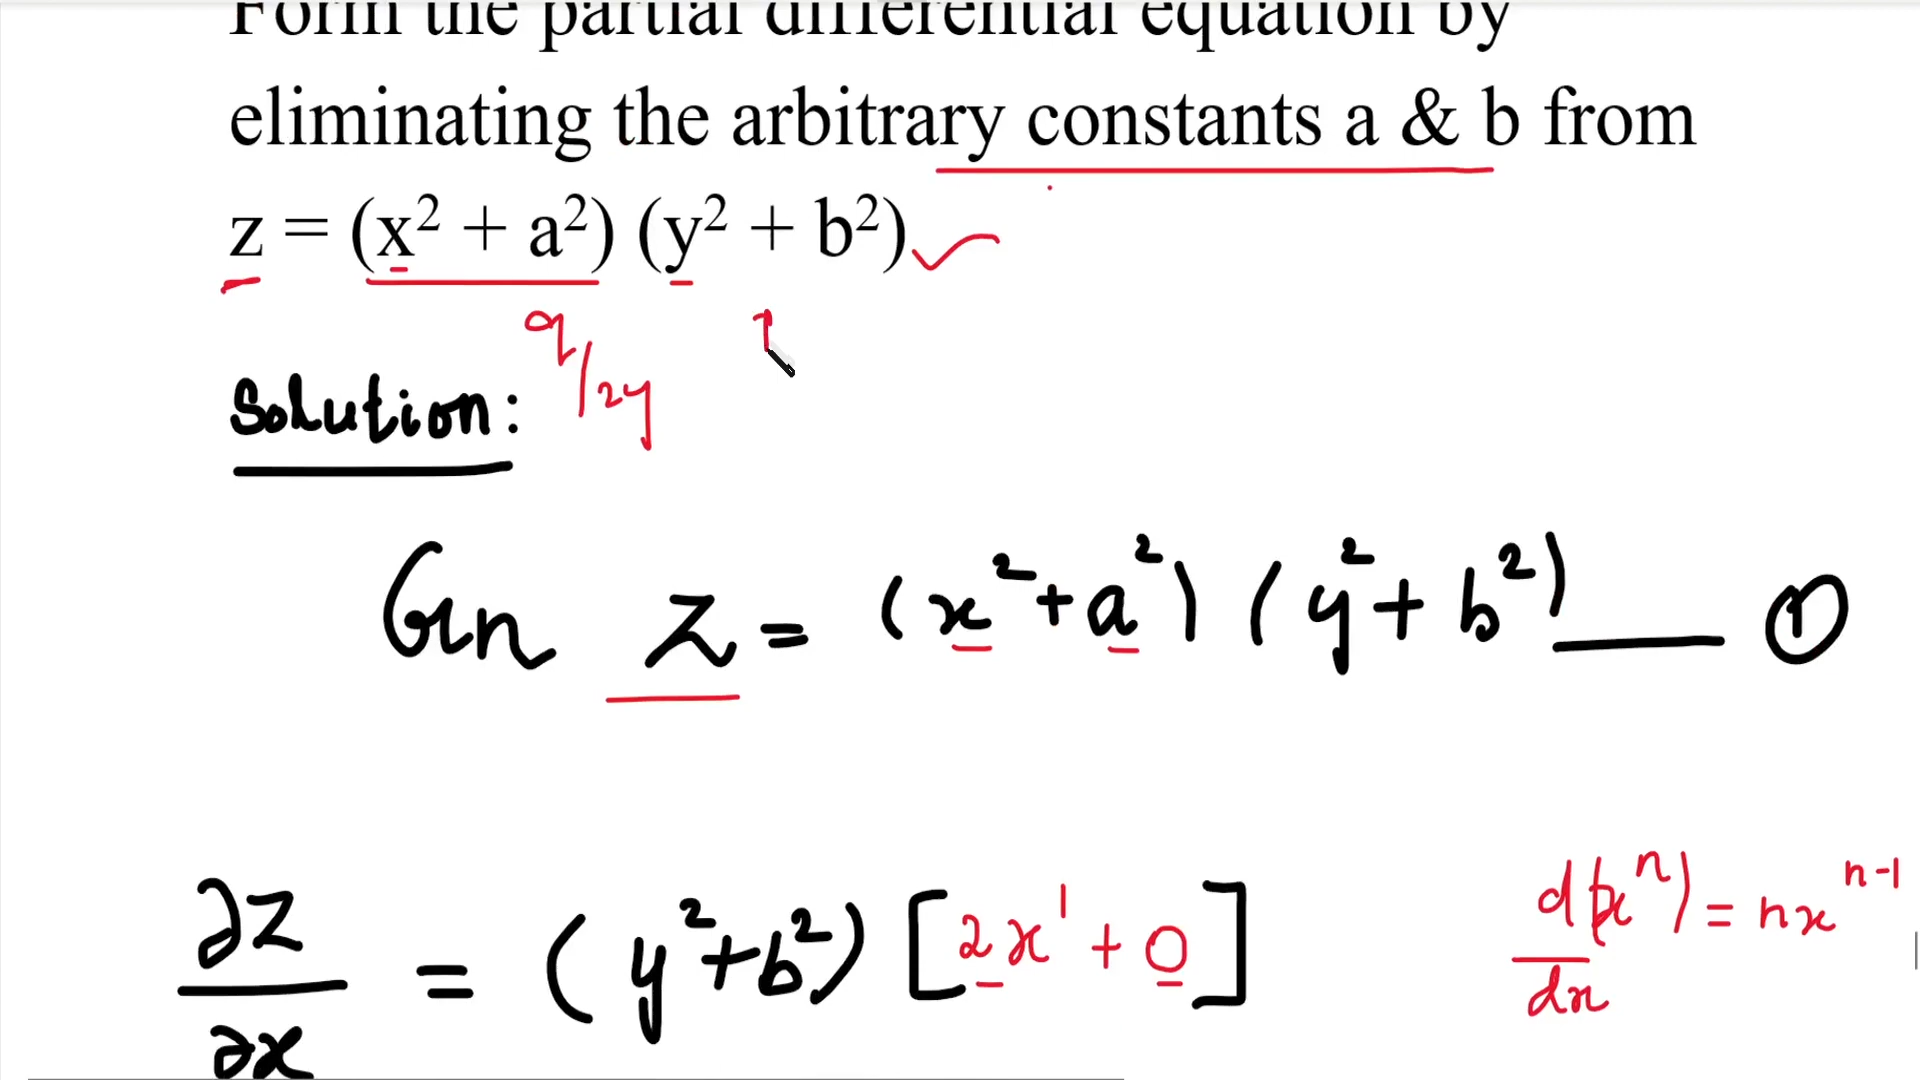 Form the partial differential equation by
eliminating the arbitrary constants a & b from
z = (x² + a²) (y² + b²)
q/2y
Solution:
Gn z = (x²+a²) (y²+b²) — ①
∂z/∂x = (y²+b²) [2x¹ + 0]
d(xⁿ)/dx = nxⁿ⁻¹